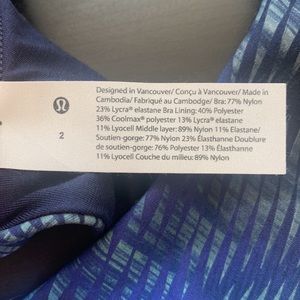 Designed in Vancouver/ Conçu à Vancouver/ Made in
Cambodia/ Fabriqué au Cambodge/ Bra: 77% Nylon
23% Lycra® elastane Bra Lining: 40% Polyester
36% Coolmax® polyester 13% Lycra® elastane
11% Lyocell Middle layer: 89% Nylon 11% Elastane/
Soutien-gorge: 77% Nylon 23% Élasthanne Doublure
de soutien-gorge: 76% Polyester 13% Élasthanne
11% Lyocell Couche du milieu: 89% Nylon
2